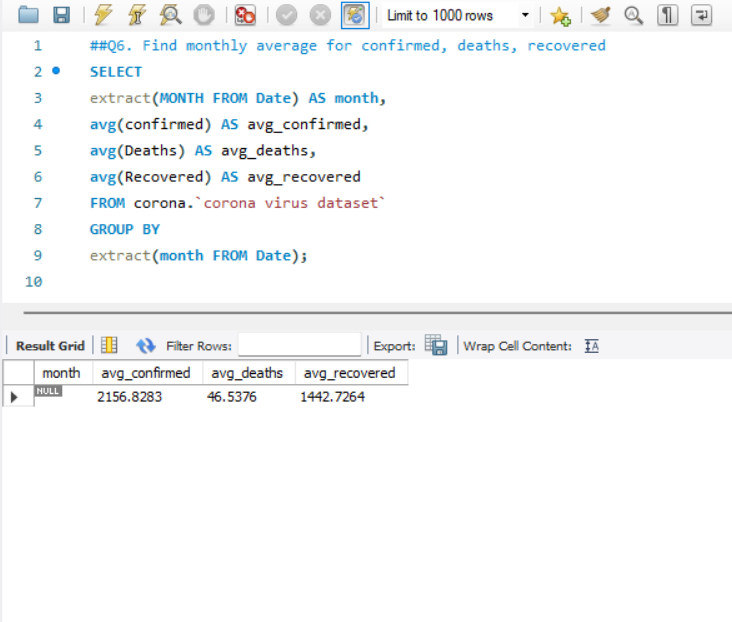 Limit to 1000 rows
1 ##Q6. Find monthly average for confirmed, deaths, recovered
2 SELECT
3 extract(MONTH FROM Date) AS month,
4 avg(confirmed) AS avg_confirmed,
5 avg(Deaths) AS avg_deaths,
6 avg(Recovered) AS avg_recovered
7 FROM corona.`corona virus dataset`
8 GROUP BY
9 extract(month FROM Date);
10
Result Grid Filter Rows: Export: Wrap Cell Content: IA
month avg_confirmed avg_deaths avg_recovered
NULL 2156.8283 46.5376 1442.7264